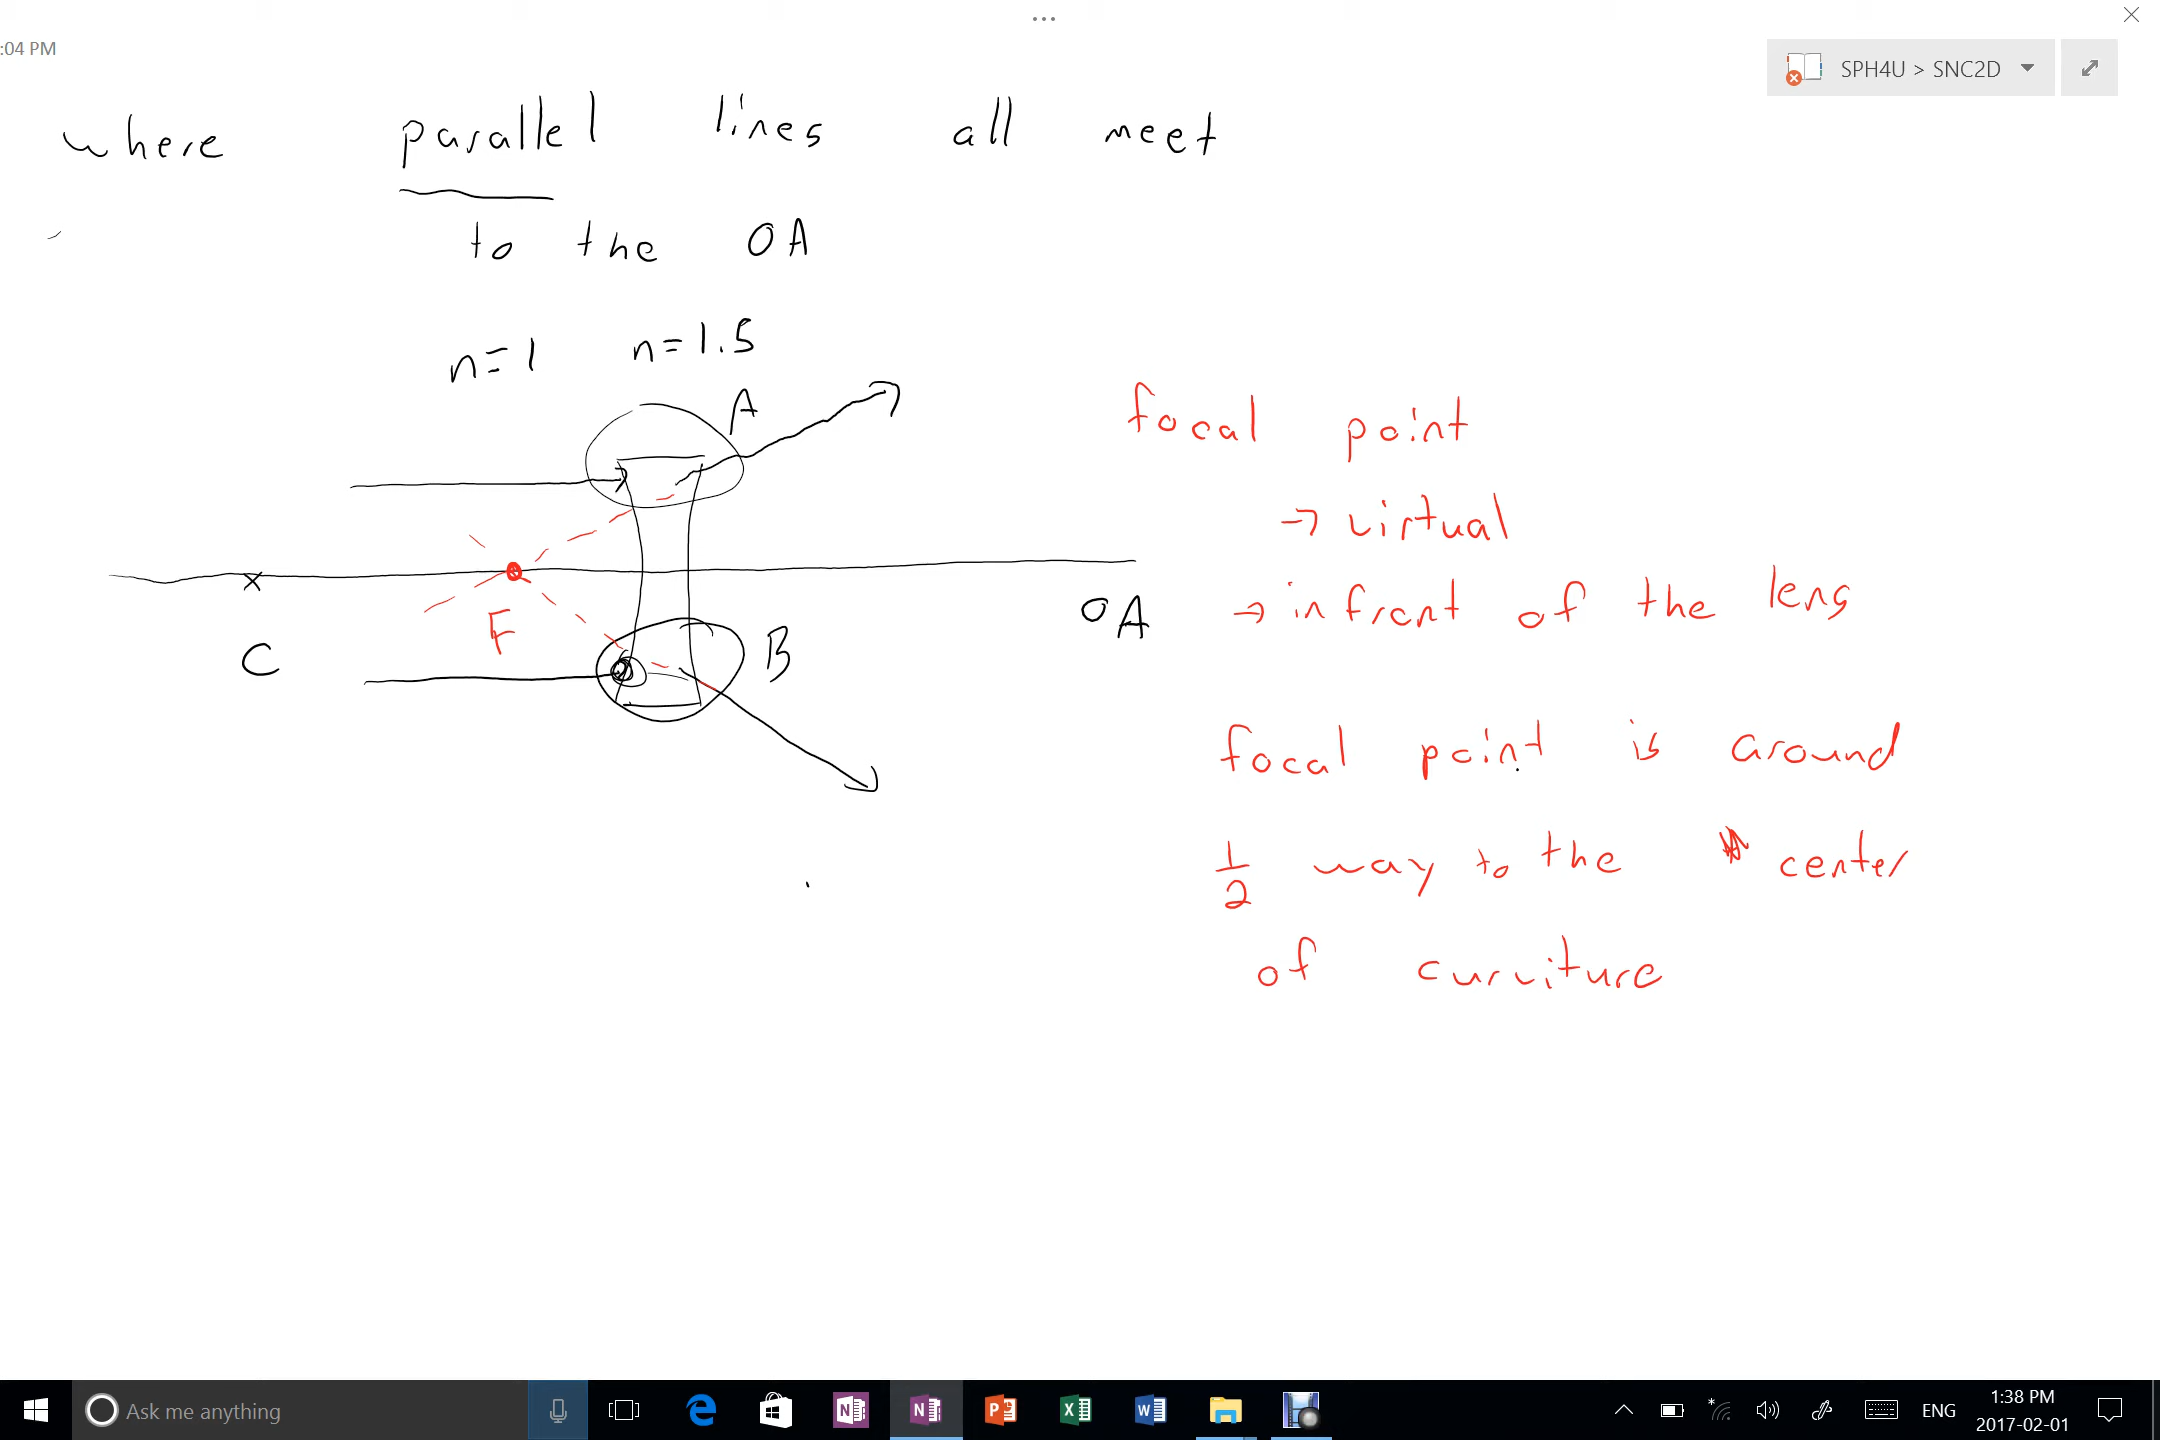 :04 PM
SPH4U > SNC2D
where parallel lines all meet
to the OA
n=1 n=1.5
A
focal point
→ virtual
→ infront of the lens
F
OA
C
B
focal point is around
1/2 way to the center
of curviture
Ask me anything
ENG
1:38 PM
2017-02-01